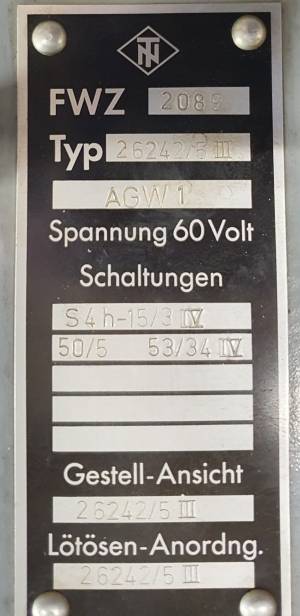 TN
FWZ 2089
Typ 26242/5 III
AGW 1
Spannung 60 Volt
Schaltungen
S4h-15/3 IV
50/5 53/34 IV
Gestell-Ansicht
26242/5 III
Lötösen-Anordng.
26242/5 III